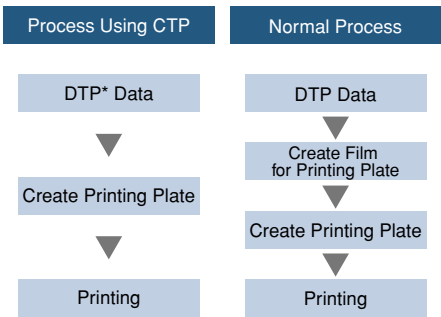 Process Using CTP
DTP* Data
Create Printing Plate
Printing
Normal Process
DTP Data
Create Film
for Printing Plate
Create Printing Plate
Printing